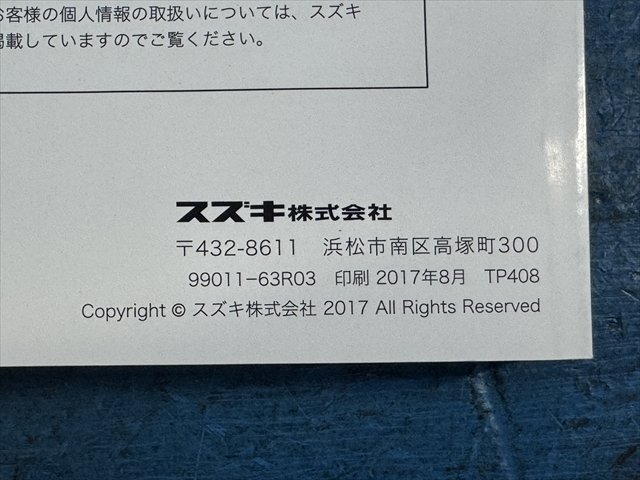 お客様の個人情報の取扱いについては、スズキ
掲載していますのでご覧ください。
スズキ株式会社
〒432-8611 浜松市南区高塚町300
99011-63R03 印刷 2017年8月 TP408
Copyright © スズキ株式会社 2017 All Rights Reserved